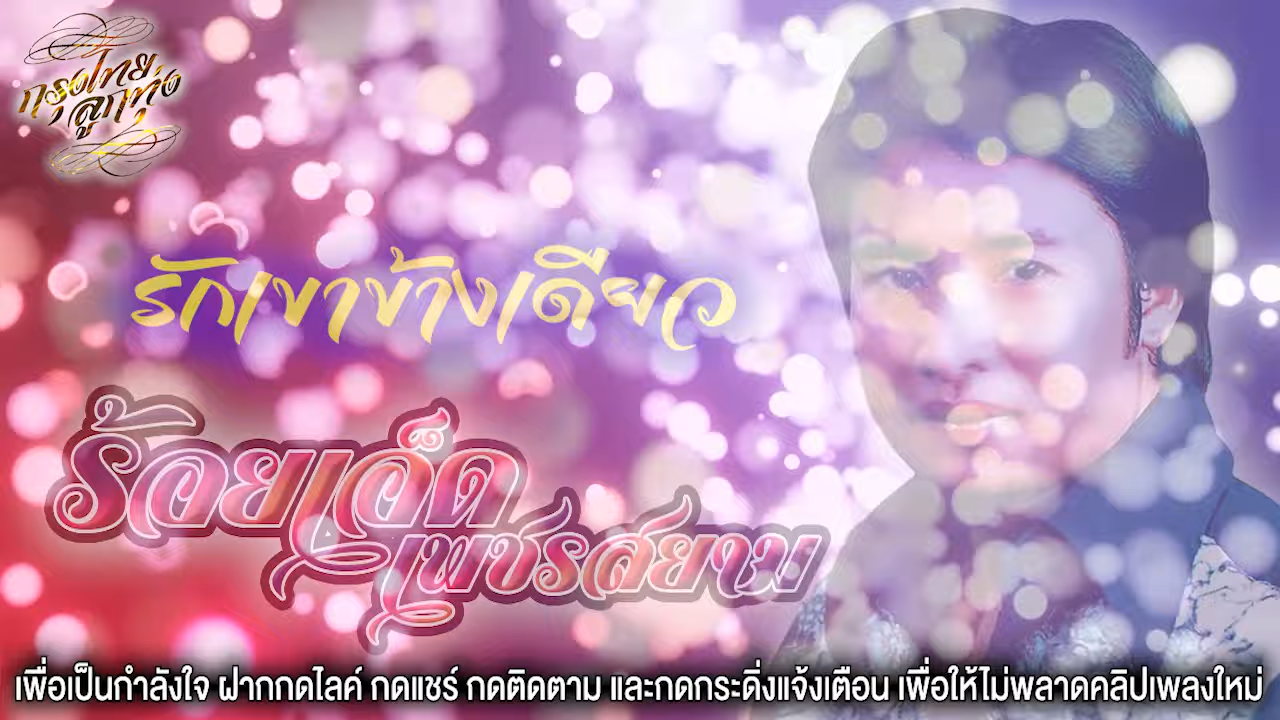 กรุงไทย
ลูกทุ่ง
รักเขาข้างเดียว
ร้อยเอ็ด
เพชรสยาม
เพื่อเป็นกำลังใจ ฝากกดไลค์ กดแชร์ กดติดตาม และกดกระดิ่งแจ้งเตือน เพื่อให้ไม่พลาดคลิปเพลงใหม่